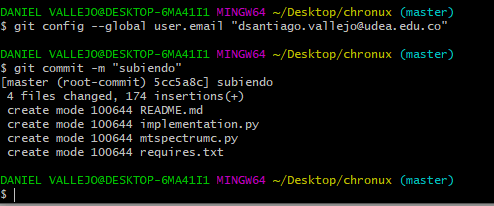 DANIEL VALLEJO@DESKTOP-6MA41I1 MINGW64 ~/Desktop/chronux (master)
$ git config --global user.email "dsantiago.vallejo@udea.edu.co"
DANIEL VALLEJO@DESKTOP-6MA41I1 MINGW64 ~/Desktop/chronux (master)
$ git commit -m "subiendo"
[master (root-commit) 5cc5a8c] subiendo
 4 files changed, 174 insertions(+)
 create mode 100644 README.md
 create mode 100644 implementation.py
 create mode 100644 mtspectrumc.py
 create mode 100644 requires.txt
DANIEL VALLEJO@DESKTOP-6MA41I1 MINGW64 ~/Desktop/chronux (master)
$